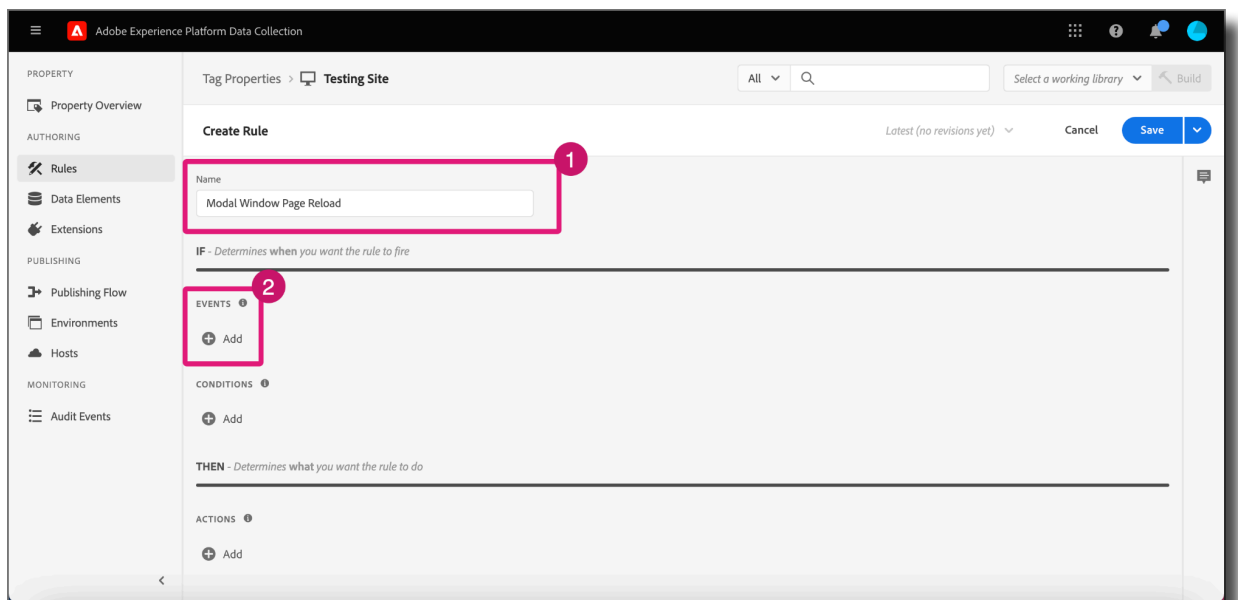 Adobe Experience Platform Data Collection
PROPERTY
Property Overview
AUTHORING
Rules
Data Elements
Extensions
PUBLISHING
Publishing Flow
Environments
Hosts
MONITORING
Audit Events
Tag Properties > Testing Site
All
Select a working library
Build
Create Rule
Latest (no revisions yet)
Cancel
Save
1
Name
Modal Window Page Reload
IF - Determines when you want the rule to fire
2
EVENTS
Add
CONDITIONS
Add
THEN - Determines what you want the rule to do
ACTIONS
Add